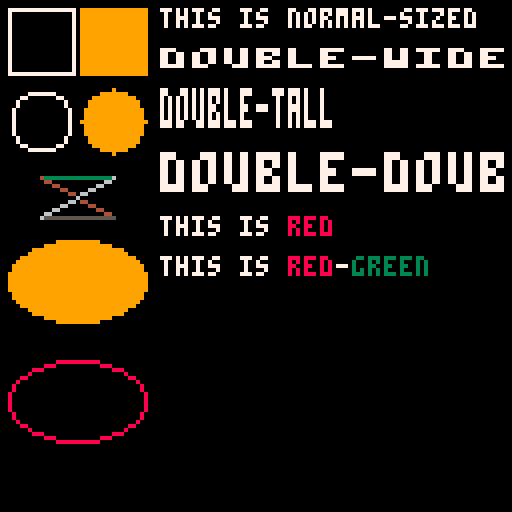 THIS IS NORMAL-SIZED
DOUBLE-WIDE
DOUBLE-TALL
DOUBLE-DOUB
THIS IS RED
THIS IS RED-GREEN